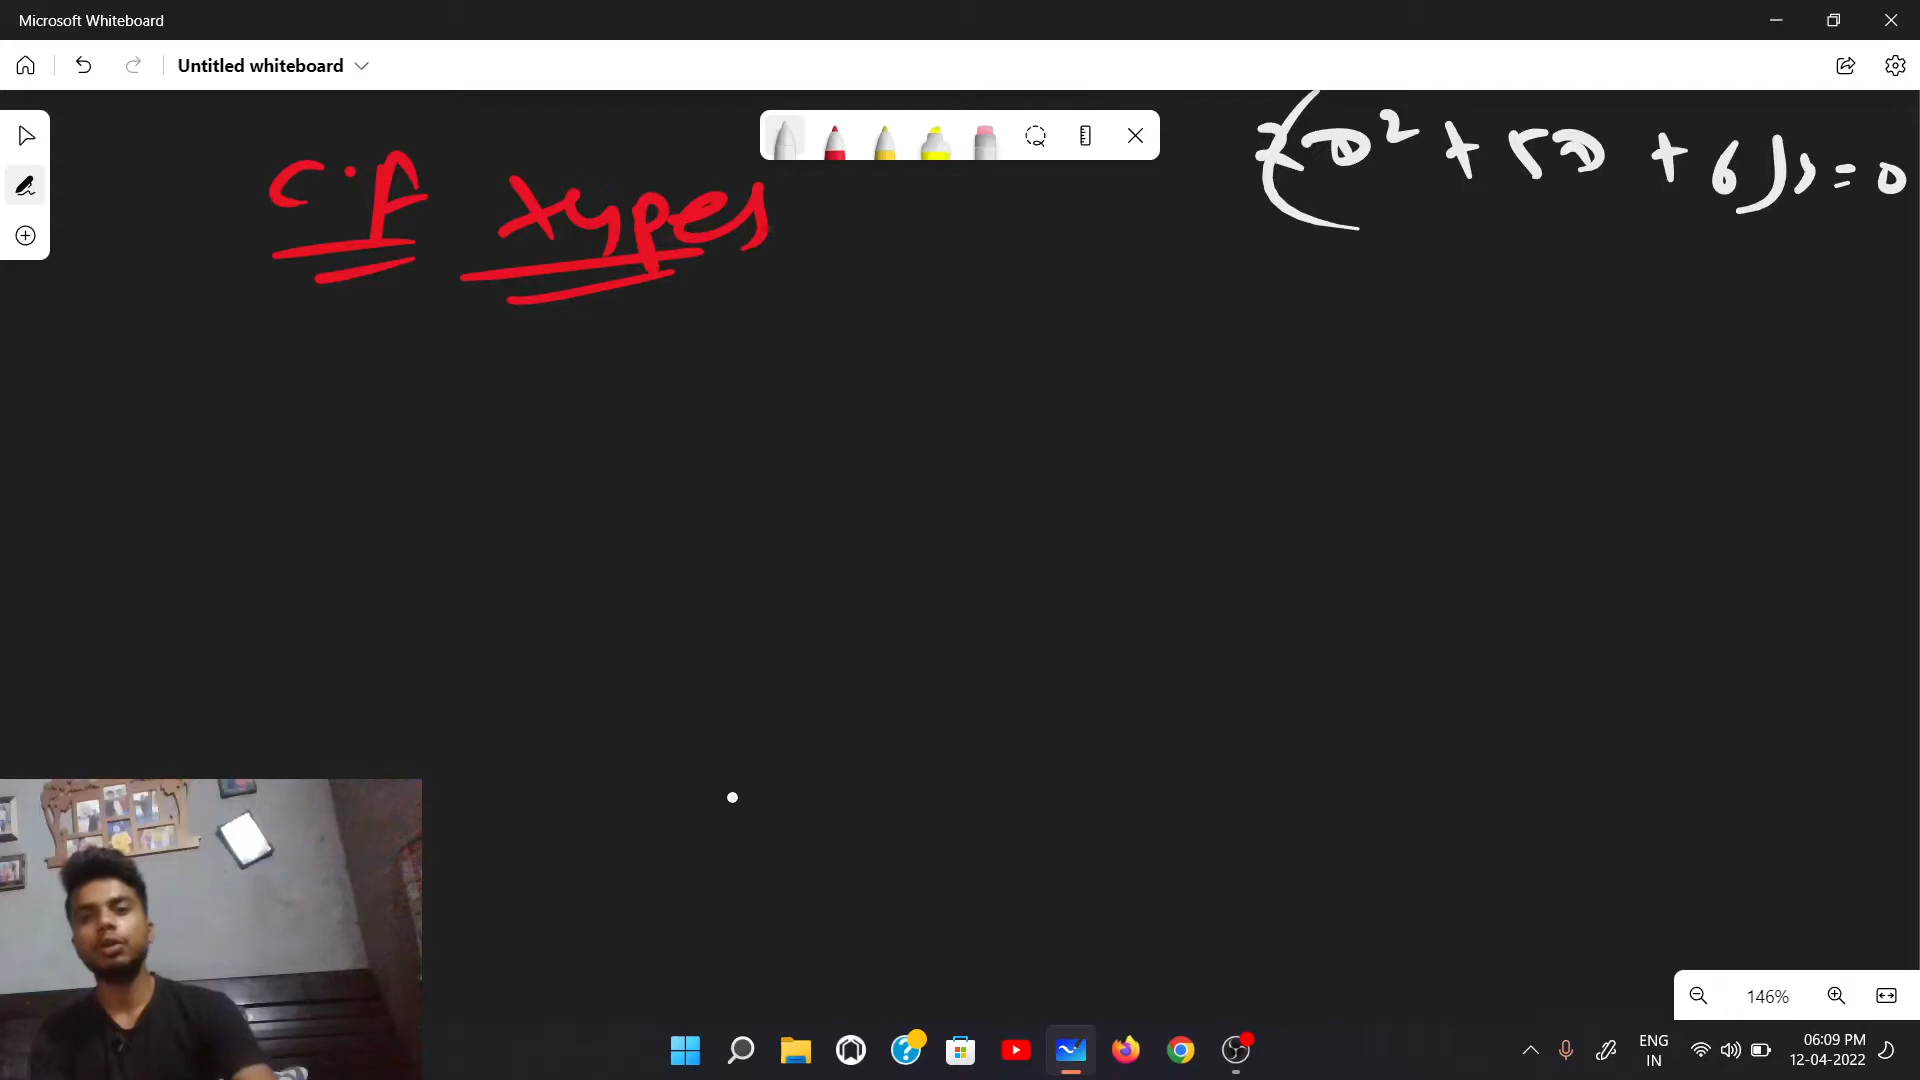 Microsoft Whiteboard
Untitled whiteboard
(D² + 5D + 6)y = 0
C.F Types
146%
ENG
IN
06:09 PM
12-04-2022